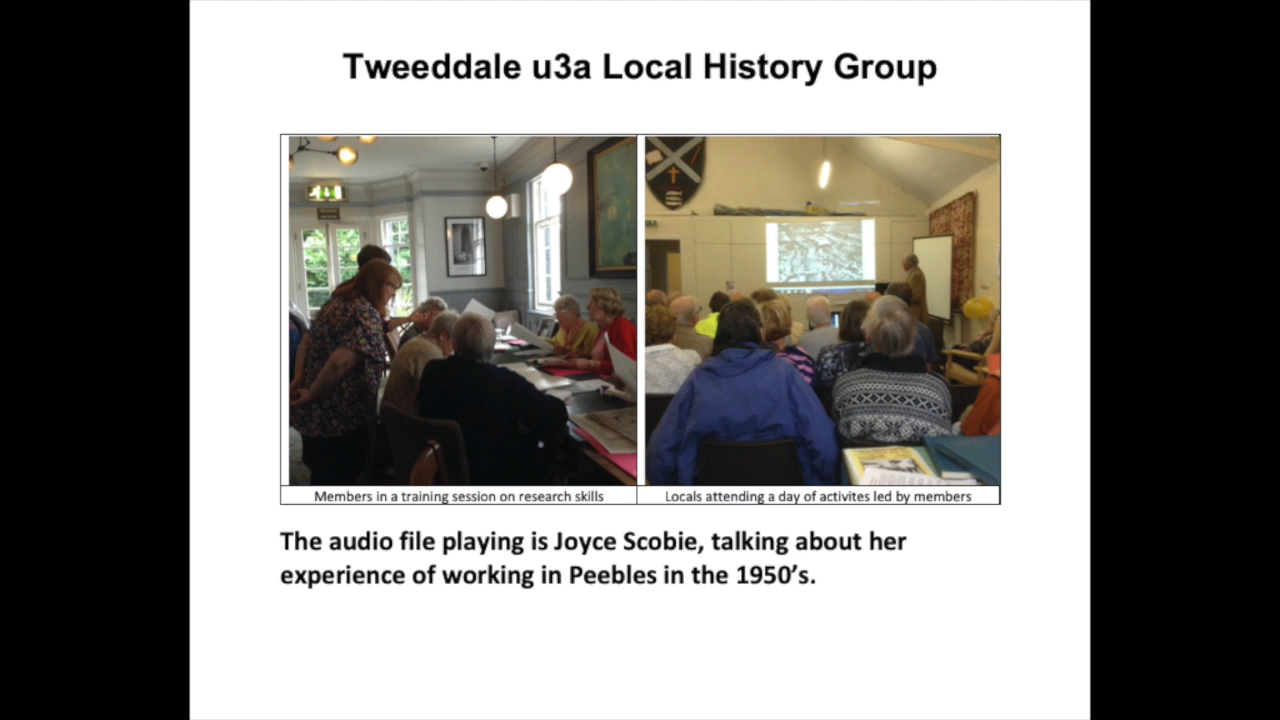 Tweeddale u3a Local History Group
Members in a training session on research skills
Locals attending a day of activites led by members
The audio file playing is Joyce Scobie, talking about her
experience of working in Peebles in the 1950’s.